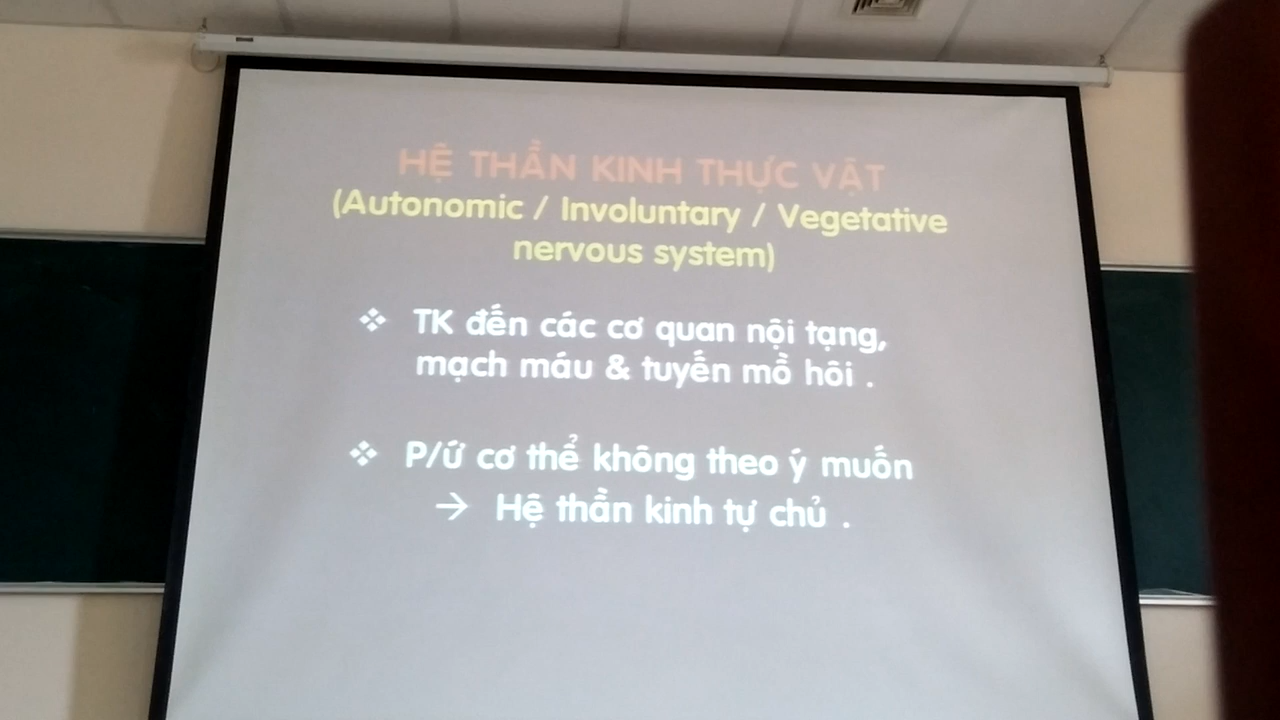 HỆ THẦN KINH THỰC VẬT
(Autonomic / Involuntary / Vegetative
nervous system)
❖ TK đến các cơ quan nội tạng,
mạch máu & tuyến mồ hôi .
❖ P/ứ cơ thể không theo ý muốn
→ Hệ thần kinh tự chủ .